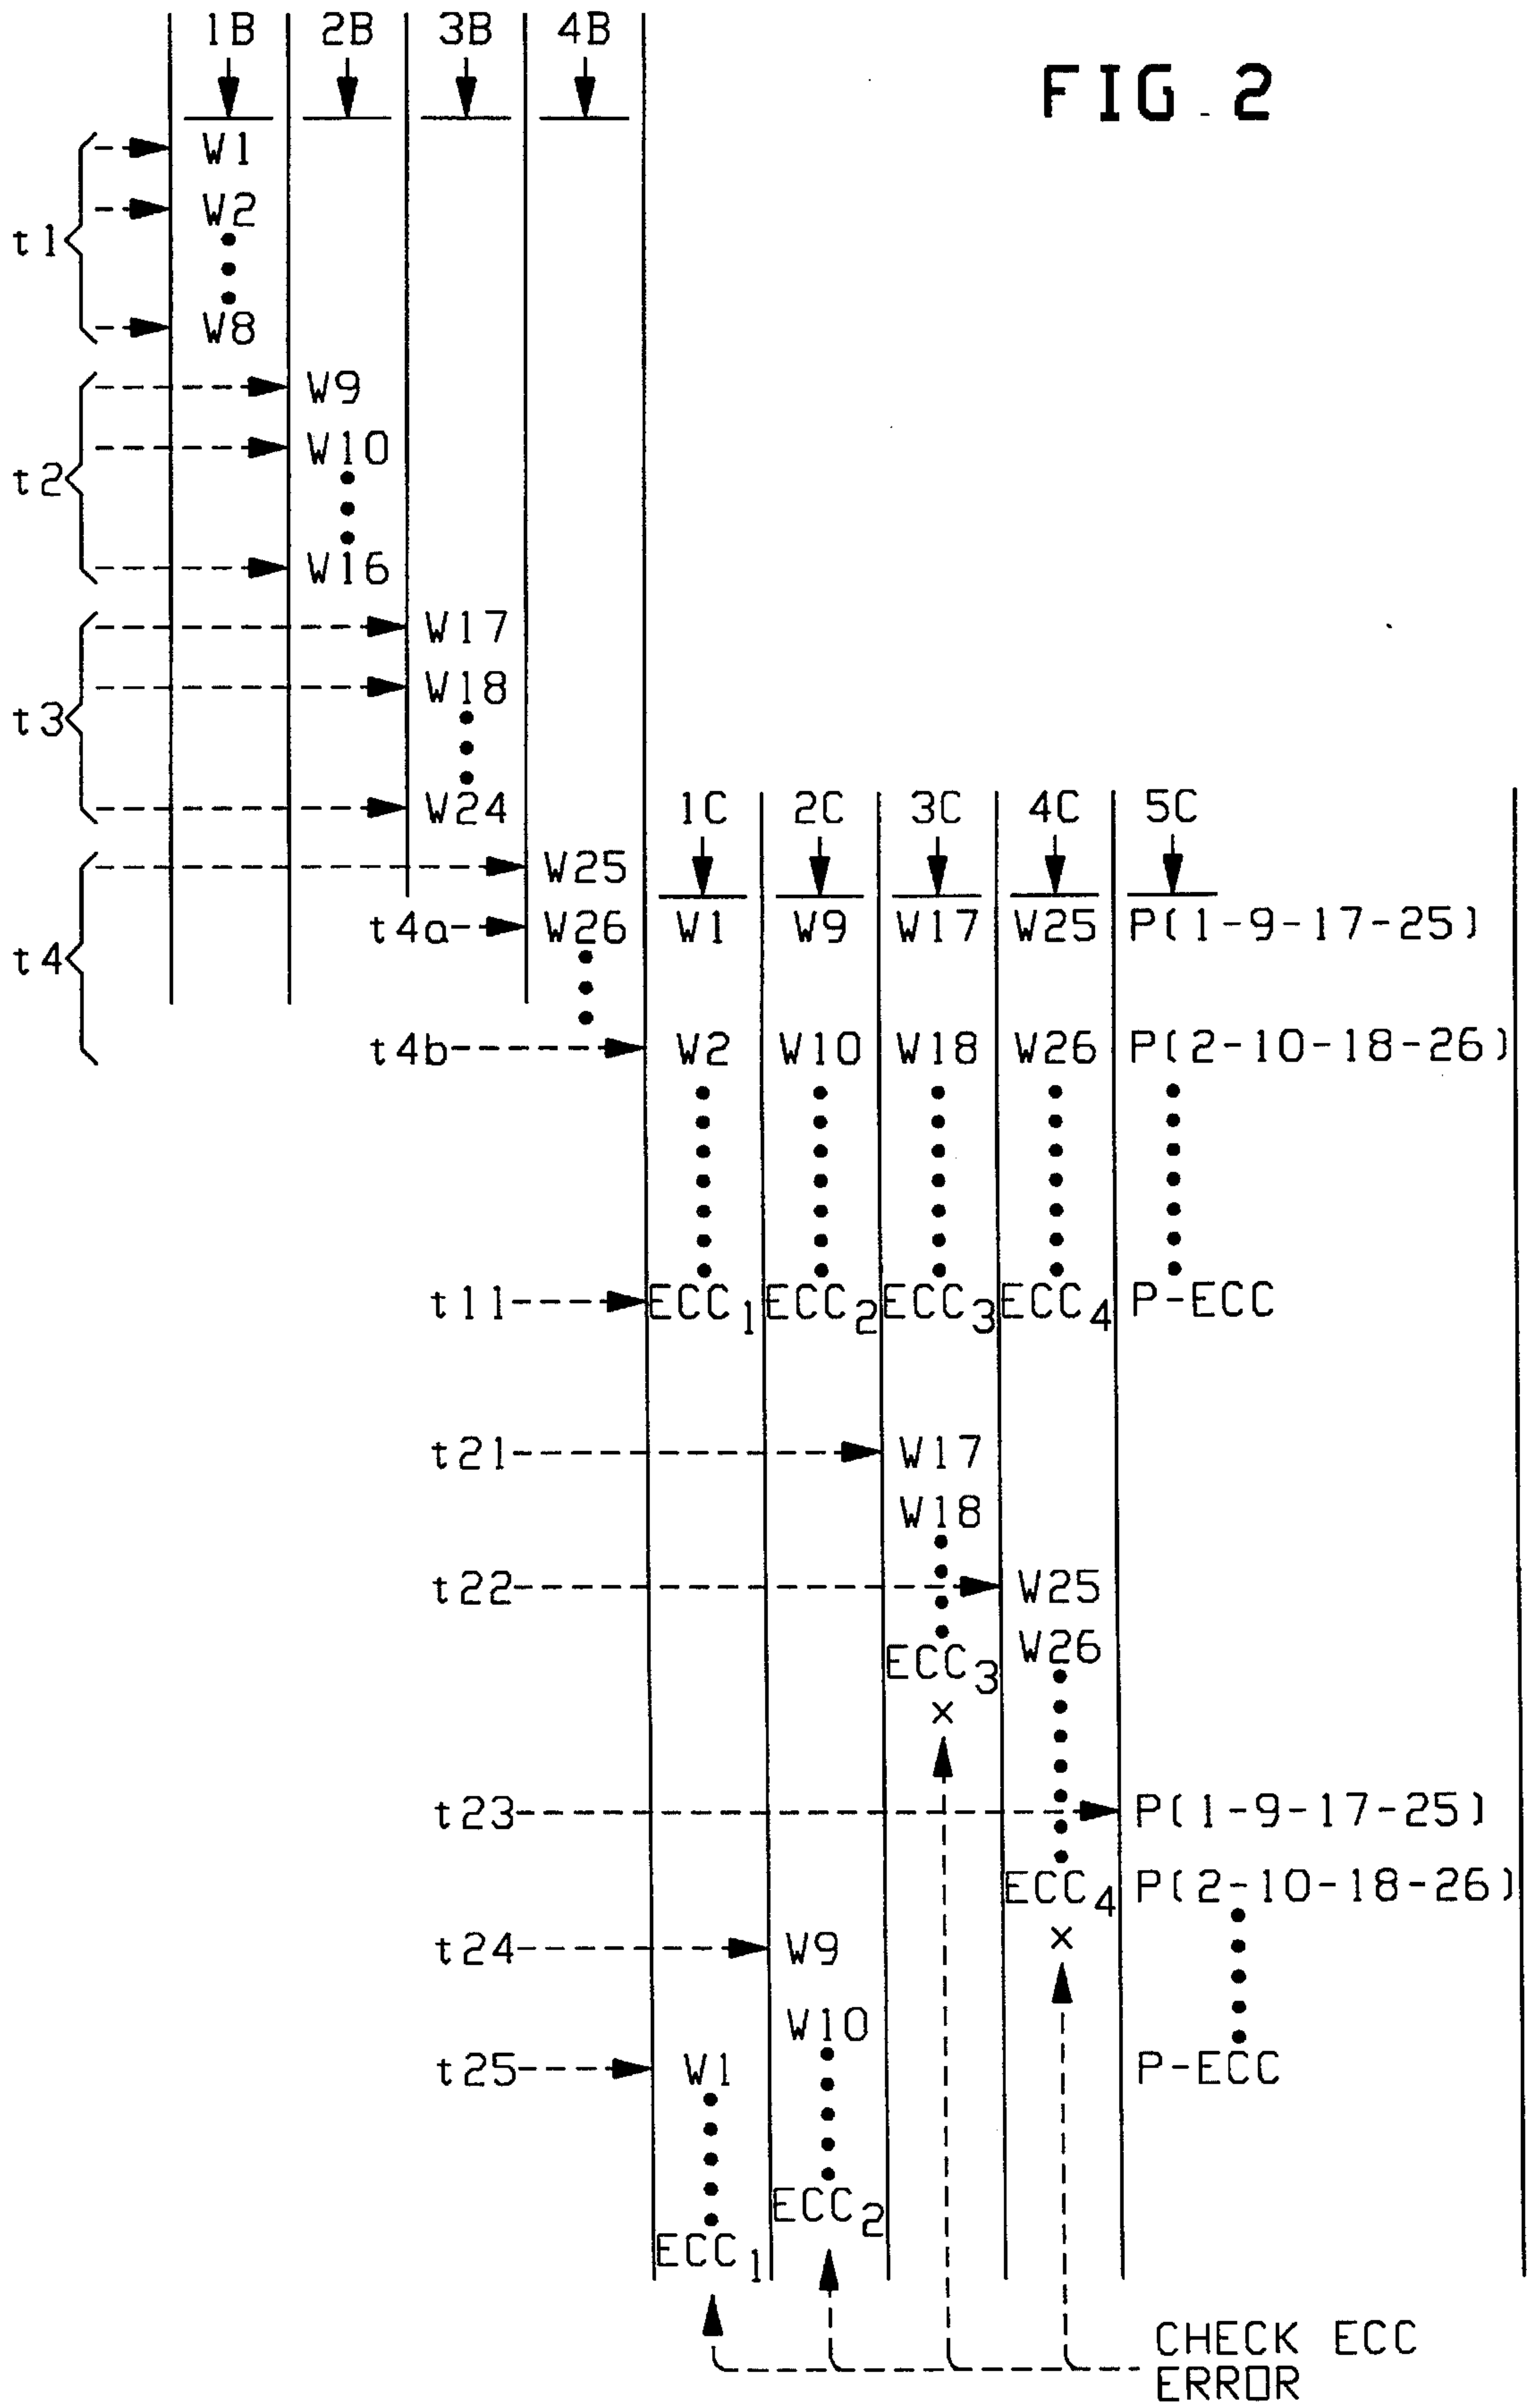 1B 2B 3B 4B
FIG. 2
W1
W2
t1
W8
W9
W10
t2
W16
W17
W18
t3
W24
1C 2C 3C 4C 5C
W25
t4a W26 W1 W9 W17 W25 P(1-9-17-25)
t4
t4b W2 W10 W18 W26 P(2-10-18-26)
t11 ECC1 ECC2 ECC3 ECC4 P-ECC
t21 W17
W18
t22 W25
W26
ECC3
x
t23 P(1-9-17-25)
ECC4 P(2-10-18-26)
x
t24 W9
W10
t25 W1 P-ECC
ECC2
ECC1
CHECK ECC
ERROR